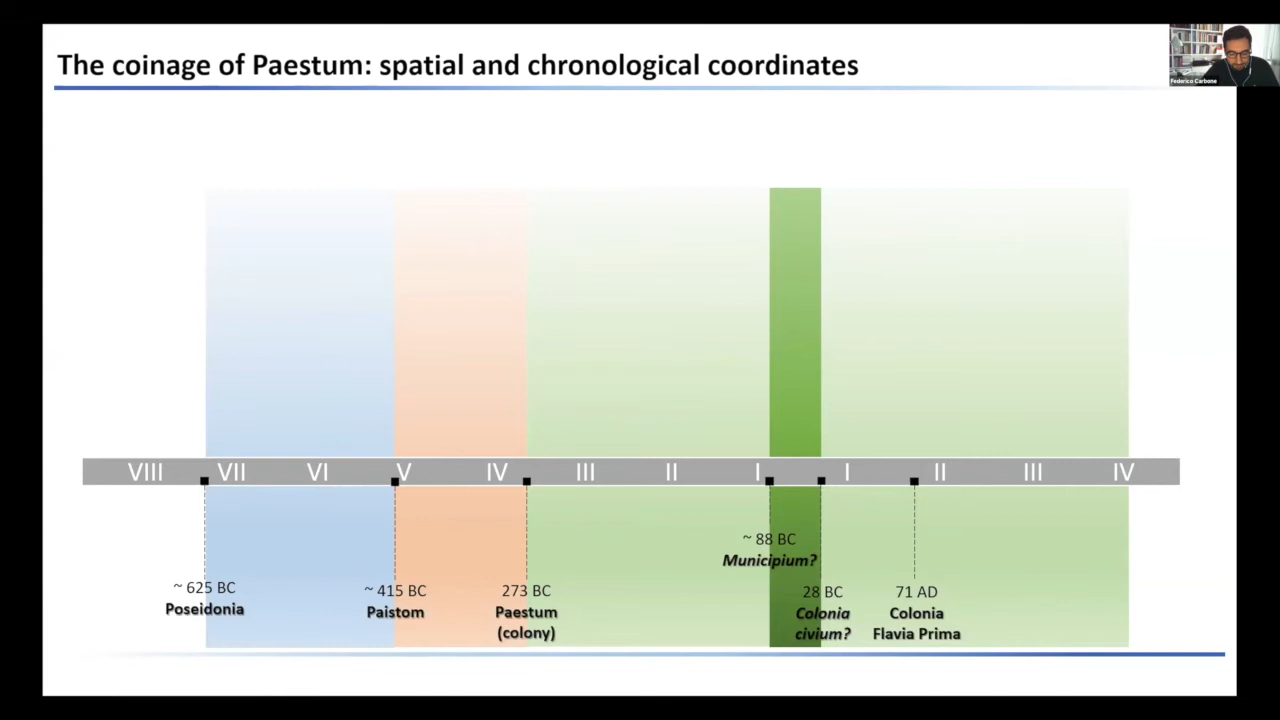 The coinage of Paestum: spatial and chronological coordinates
Federico Carbone
VIII VII VI V IV III II I I II III IV
~ 625 BC
Poseidonia
~ 415 BC
Paistom
273 BC
Paestum
(colony)
~ 88 BC
Municipium?
28 BC
Colonia
civium?
71 AD
Colonia
Flavia Prima